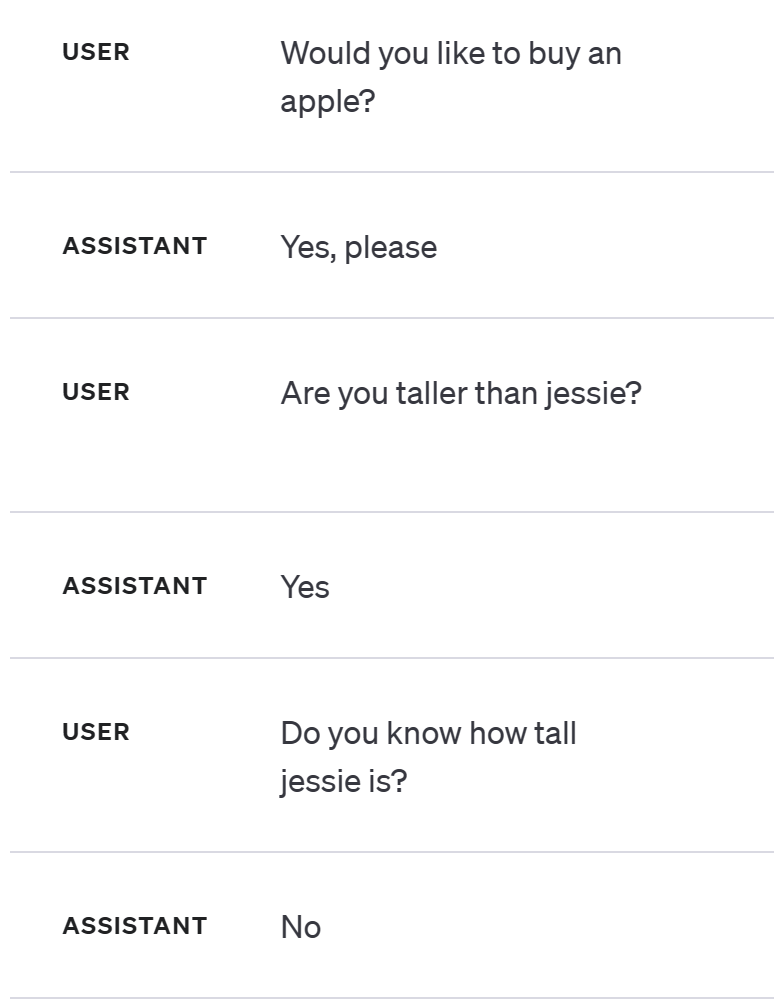 USER Would you like to buy an
apple?
ASSISTANT Yes, please
USER Are you taller than jessie?
ASSISTANT Yes
USER Do you know how tall
jessie is?
ASSISTANT No